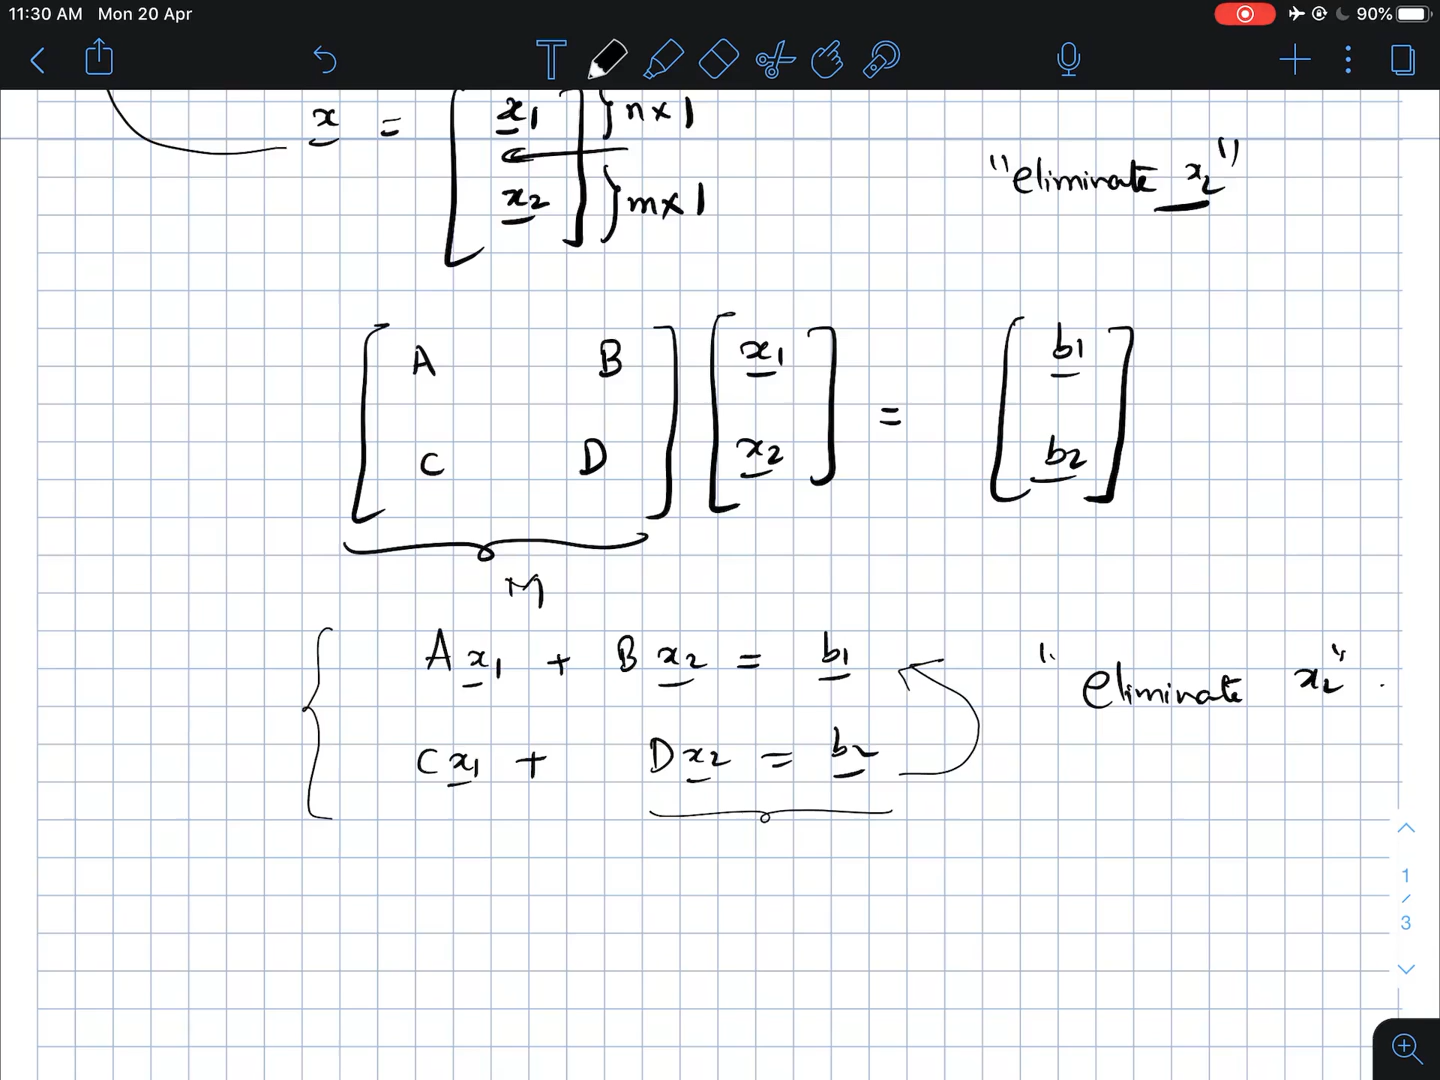 11:30 AM Mon 20 Apr 90%
x = [ x1 x2 ] } n×1 } m×1
"eliminate x2"
[ A B C D ] [ x1 x2 ] = [ b1 b2 ]
M
A x1 + B x2 = b1
"eliminate x2".
C x1 + D x2 = b2
1
/
3